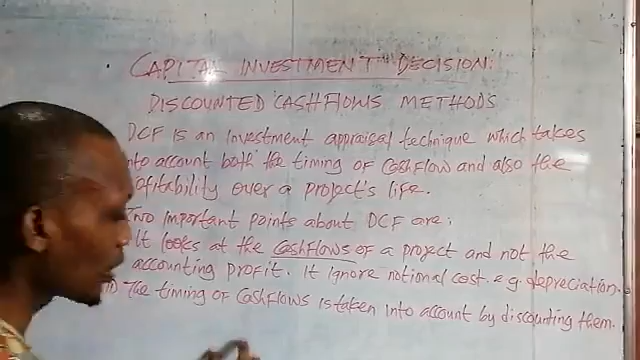 CAPITAL INVESTMENT DECISION:
DISCOUNTED CASHFLOWS METHODS
DCF is an investment appraisal technique which takes
into account both the timing of cashflow and also the
ofitability over a project's life.
Two important points about DCF are:
It looks at the cashflows of a project and not the
accounting profit. It ignore notional cost. e.g. depreciation.
The timing of cashflows is taken into account by discounting them.